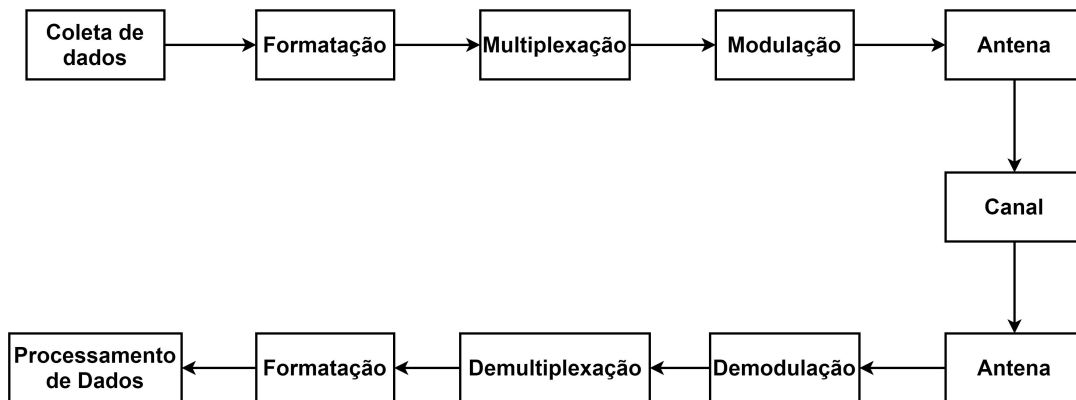 Coleta de
dados
Formatação
Multiplexação
Modulação
Antena
Canal
Antena
Demodulação
Demultiplexação
Formatação
Processamento
de Dados